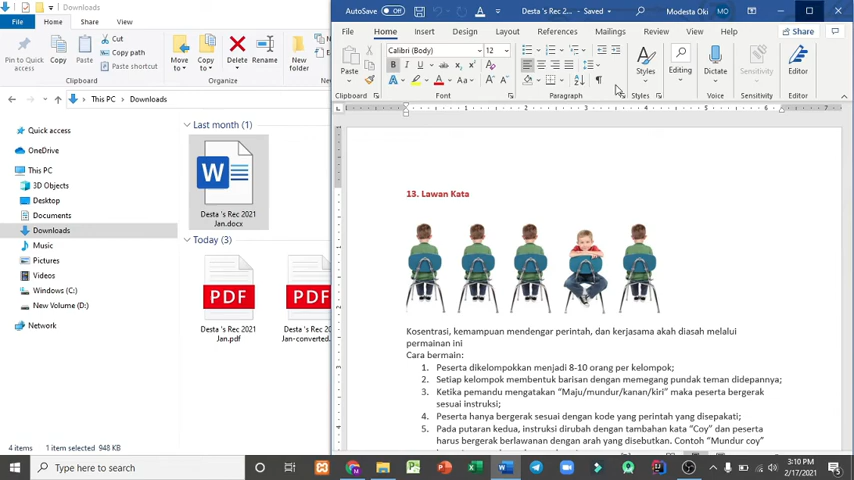 Downloads
File
Home
Share
View
Pin to Quick access
Copy
Paste
Cut
Copy path
Paste shortcut
Move to
Copy to
Delete
Rename
New folder
Clipboard
Organize
This PC
Downloads
Quick access
OneDrive
This PC
3D Objects
Desktop
Documents
Downloads
Music
Pictures
Videos
Windows (C:)
New Volume (D:)
Network
Last month (1)
Desta 's Rec 2021 Jan.docx
Today (3)
Desta 's Rec 2021 Jan.pdf
Desta 's Rec 2021 Jan-converted.
4 items
1 item selected 948 KB
AutoSave Off
Desta 's Rec 2... - Saved
Modesta Oki
MO
File Home Insert Design Layout References Mailings Review View Help
Share
Calibri (Body)
12
Paste
Clipboard
Font
Paragraph
Styles
Styles
Editing
Dictate
Voice
Sensitivity
Sensitivity
Editor
Editor
13. Lawan Kata
Kosentrasi, kemampuan mendengar perintah, dan kerjasama akah diasah melalui
permainan ini
Cara bermain:
1. Peserta dikelompokkan menjadi 8-10 orang per kelompok;
2. Setiap kelompok membentuk barisan dengan memegang pundak teman didepannya;
3. Ketika pemandu mengatakan “Maju/mundur/kanan/kiri” maka peserta bergerak
sesuai instruksi;
4. Peserta hanya bergerak sesuai dengan kode yang perintah yang disepakati;
5. Pada putaran kedua, instruksi dirubah dengan tambahan kata “Coy” dan peserta
harus bergerak berlawanan dengan arah yang disebutkan. Contoh “Mundur coy”
Type here to search
3:10 PM
2/17/2021